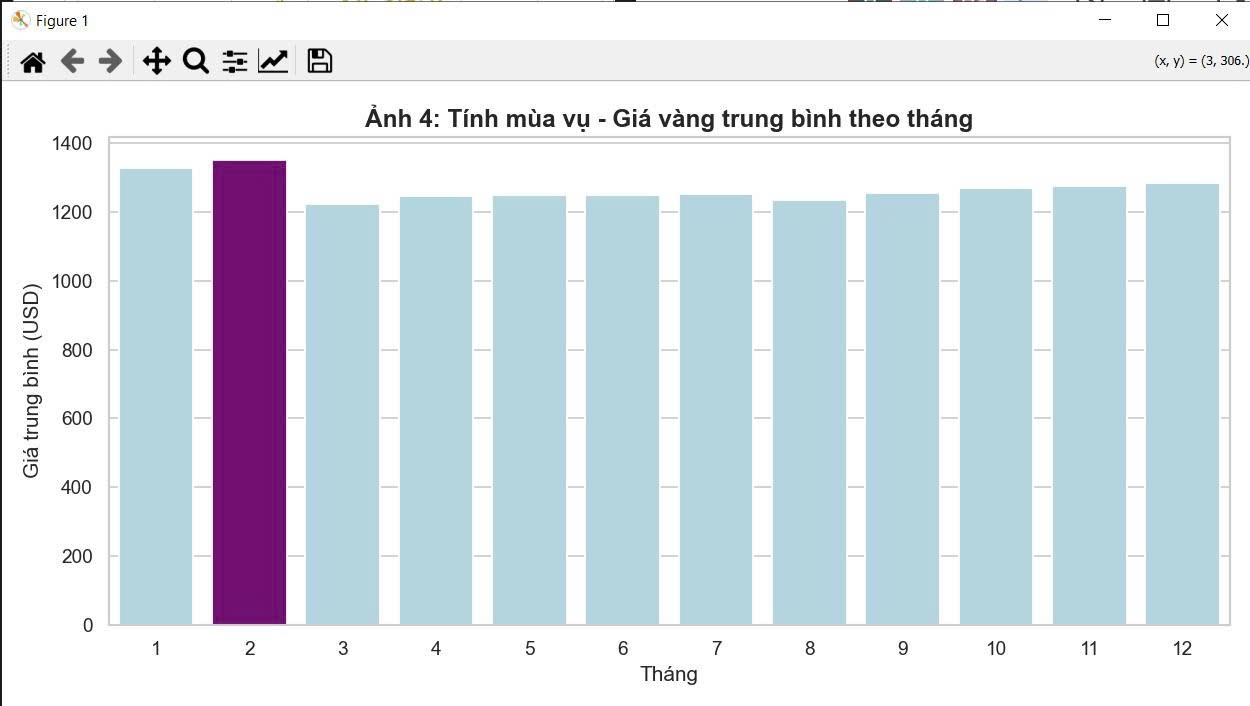 Figure 1
(x, y) = (3, 306.)
Ảnh 4: Tính mùa vụ - Giá vàng trung bình theo tháng
1400
1200
1000
800
600
400
200
0
Giá trung bình (USD)
1 2 3 4 5 6 7 8 9 10 11 12
Tháng